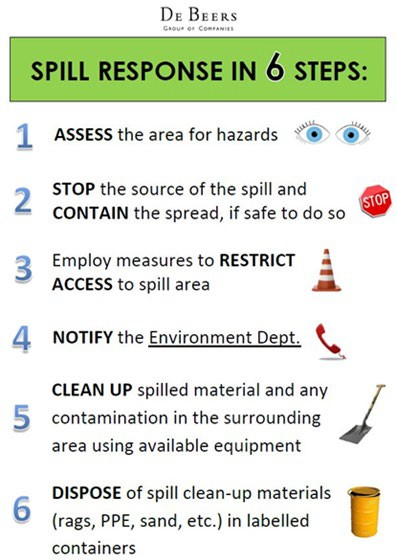 DE BEERS
GROUP OF COMPANIES
SPILL RESPONSE IN 6 STEPS:
1 ASSESS the area for hazards
2 STOP the source of the spill and
CONTAIN the spread, if safe to do so
STOP
3 Employ measures to RESTRICT
ACCESS to spill area
4 NOTIFY the Environment Dept.
5 CLEAN UP spilled material and any
contamination in the surrounding
area using available equipment
6 DISPOSE of spill clean-up materials
(rags, PPE, sand, etc.) in labelled
containers